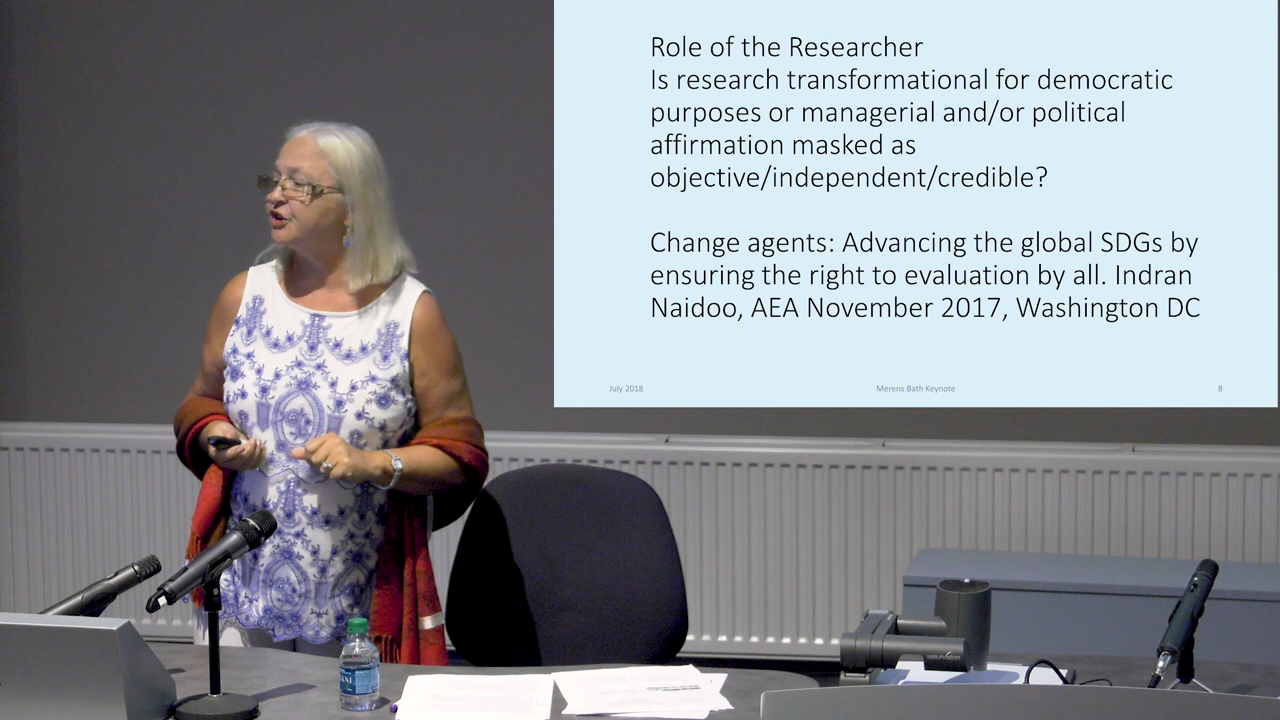 Role of the Researcher
Is research transformational for democratic
purposes or managerial and/or political
affirmation masked as
objective/independent/credible?
Change agents: Advancing the global SDGs by
ensuring the right to evaluation by all. Indran
Naidoo, AEA November 2017, Washington DC
July 2018
Merens Bath Keynote
8